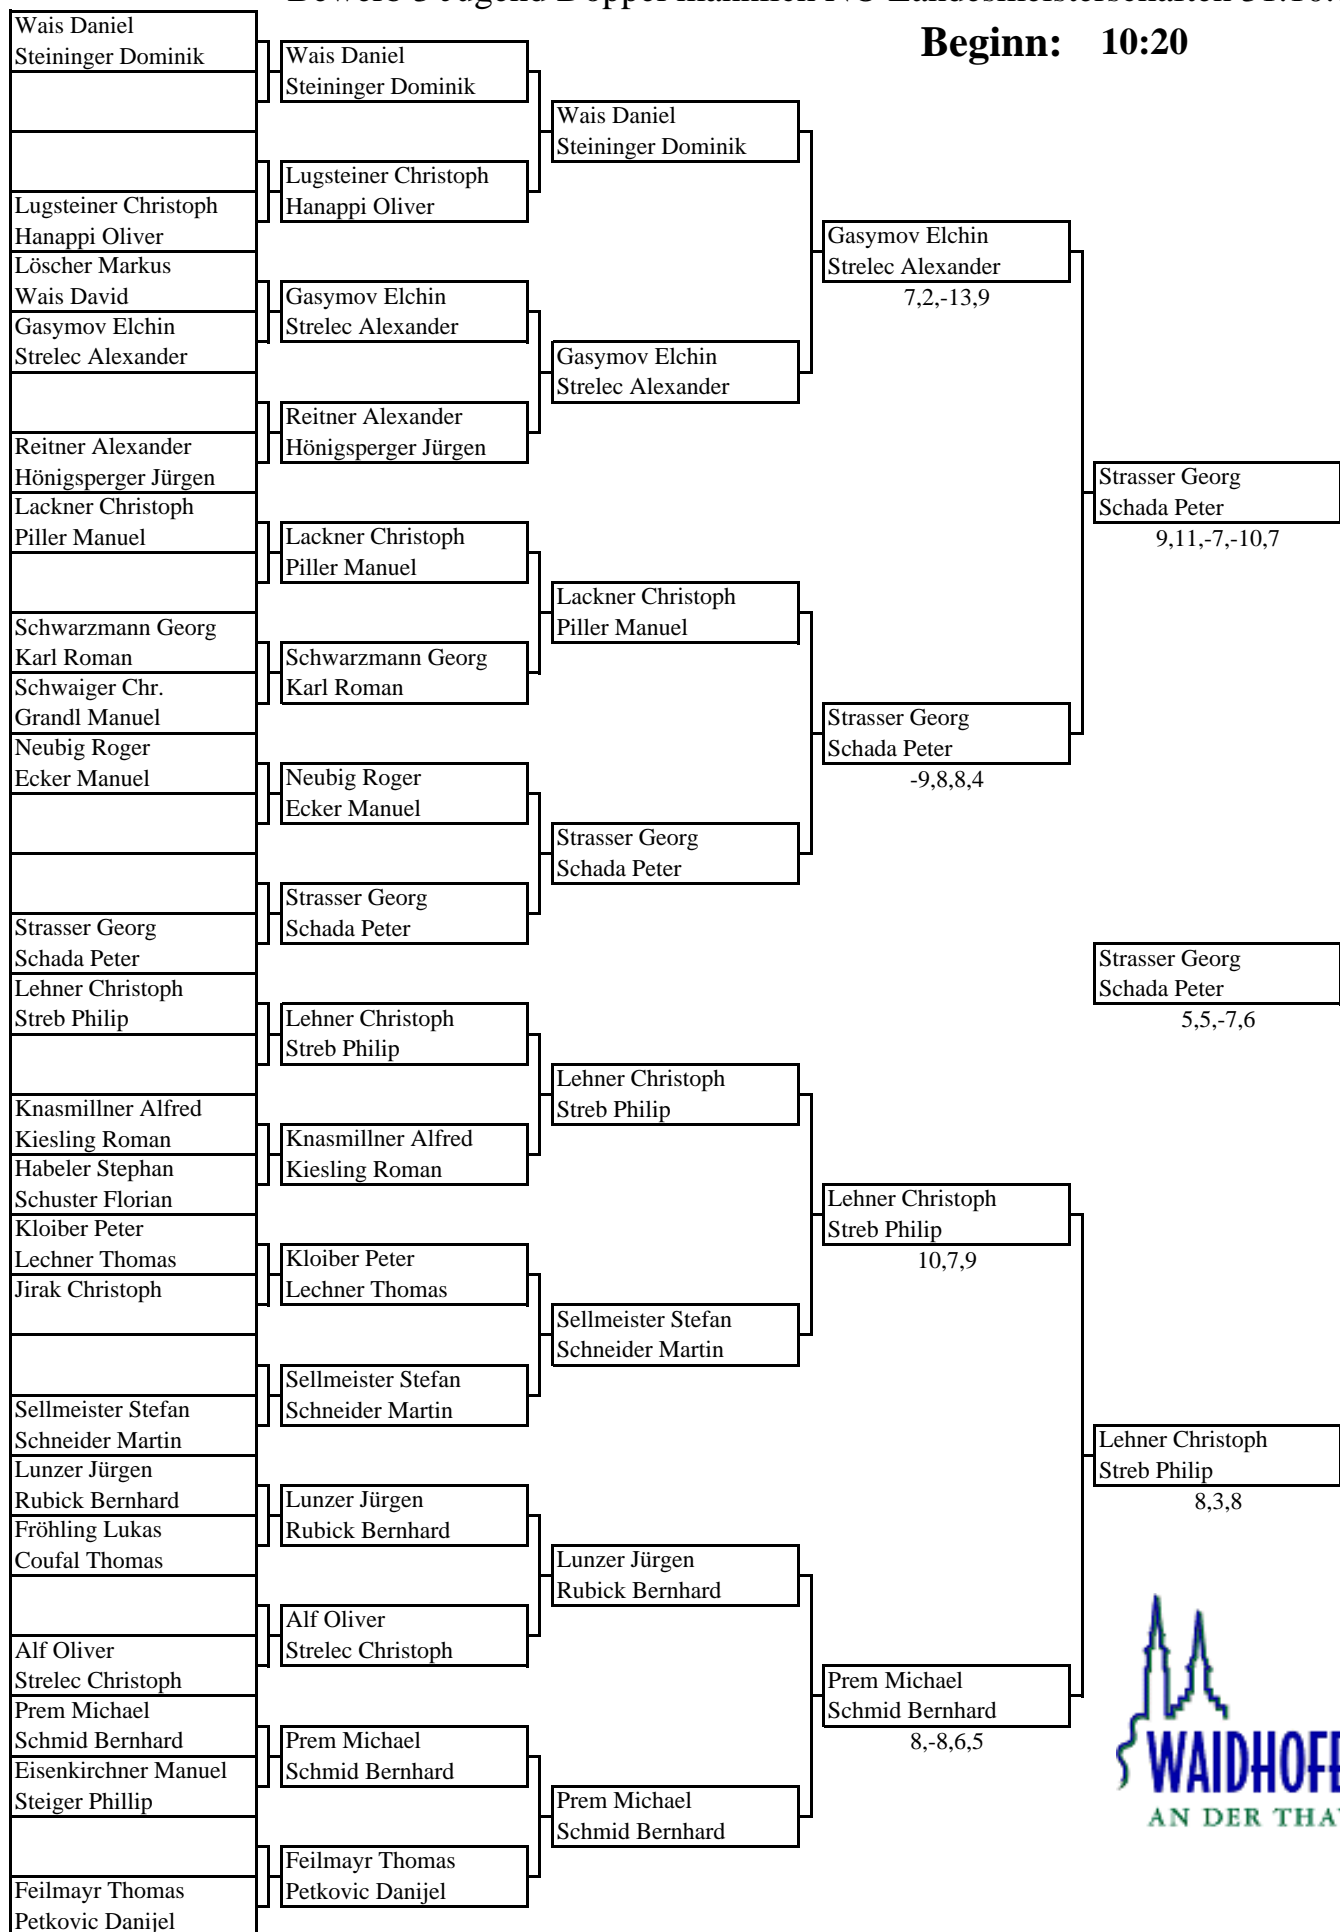 Beginn: 10:20
Wais Daniel
Steininger Dominik
Lugsteiner Christoph
Hanappi Oliver
Löscher Markus
Wais David
Gasymov Elchin
Strelec Alexander
Reitner Alexander
Hönigsperger Jürgen
Lackner Christoph
Piller Manuel
Schwarzmann Georg
Karl Roman
Schwaiger Chr.
Grandl Manuel
Neubig Roger
Ecker Manuel
Strasser Georg
Schada Peter
Lehner Christoph
Streb Philip
Knasmillner Alfred
Kiesling Roman
Habeler Stephan
Schuster Florian
Kloiber Peter
Lechner Thomas
Jirak Christoph
Sellmeister Stefan
Schneider Martin
Lunzer Jürgen
Rubick Bernhard
Fröhling Lukas
Coufal Thomas
Alf Oliver
Strelec Christoph
Prem Michael
Schmid Bernhard
Eisenkirchner Manuel
Steiger Phillip
Feilmayr Thomas
Petkovic Danijel
Wais Daniel
Steininger Dominik
Lugsteiner Christoph
Hanappi Oliver
Gasymov Elchin
Strelec Alexander
Reitner Alexander
Hönigsperger Jürgen
Lackner Christoph
Piller Manuel
Schwarzmann Georg
Karl Roman
Neubig Roger
Ecker Manuel
Strasser Georg
Schada Peter
Lehner Christoph
Streb Philip
Knasmillner Alfred
Kiesling Roman
Kloiber Peter
Lechner Thomas
Sellmeister Stefan
Schneider Martin
Lunzer Jürgen
Rubick Bernhard
Alf Oliver
Strelec Christoph
Prem Michael
Schmid Bernhard
Feilmayr Thomas
Petkovic Danijel
Wais Daniel
Steininger Dominik
Gasymov Elchin
Strelec Alexander
Lackner Christoph
Piller Manuel
Strasser Georg
Schada Peter
Lehner Christoph
Streb Philip
Sellmeister Stefan
Schneider Martin
Lunzer Jürgen
Rubick Bernhard
Prem Michael
Schmid Bernhard
Gasymov Elchin
Strelec Alexander
7,2,-13,9
Strasser Georg
Schada Peter
-9,8,8,4
Lehner Christoph
Streb Philip
10,7,9
Prem Michael
Schmid Bernhard
8,-8,6,5
Strasser Georg
Schada Peter
9,11,-7,-10,7
Strasser Georg
Schada Peter
5,5,-7,6
Lehner Christoph
Streb Philip
8,3,8
WAIDHOFE
AN DER THA